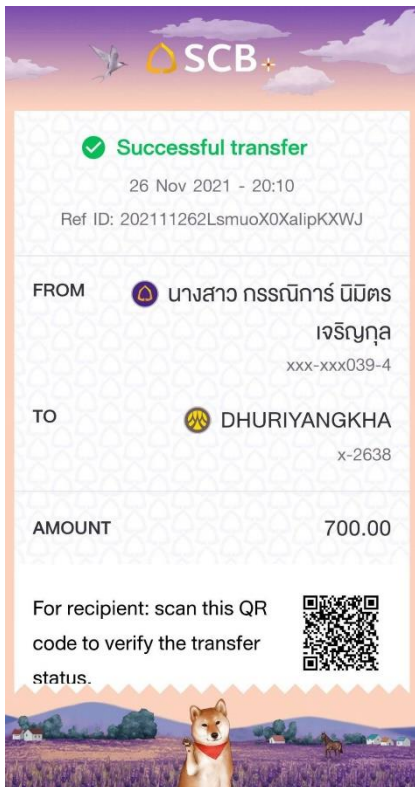 SCB+
Successful transfer
26 Nov 2021 - 20:10
Ref ID: 202111262LsmuoX0XalipKXWJ
FROM
นางสาว กรรณิการ์ นิมิตร
เจริญกุล
xxx-xxx039-4
TO
DHURIYANGKHA
x-2638
AMOUNT
700.00
For recipient: scan this QR
code to verify the transfer
status.